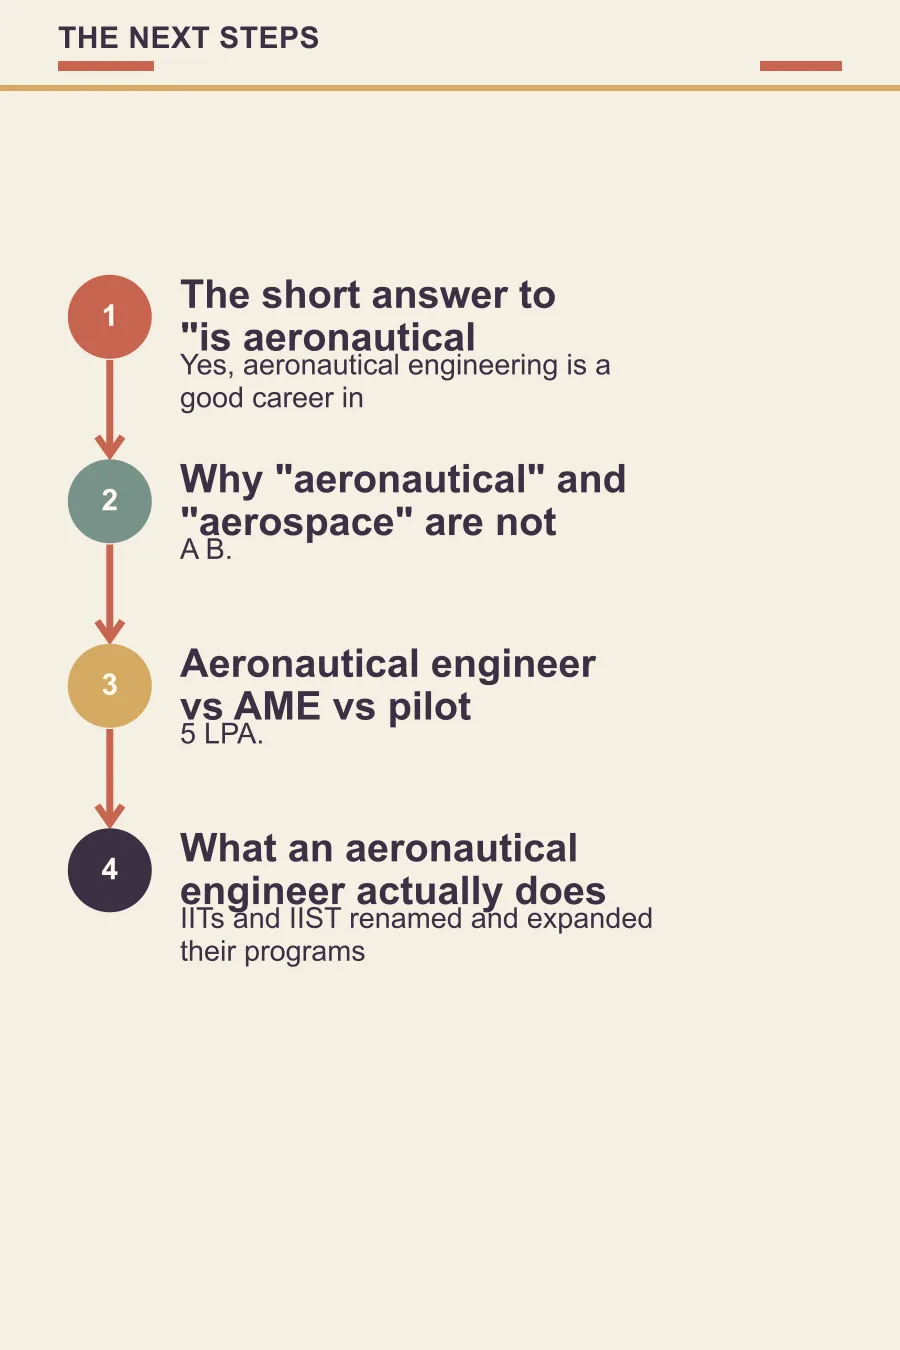 THE NEXT STEPS
1
The short answer to
"is aeronautical
Yes, aeronautical engineering is a
good career in
2
Why "aeronautical" and
"aerospace" are not
A B.
3
Aeronautical engineer
vs AME vs pilot
5 LPA.
4
What an aeronautical
engineer actually does
IITs and IIST renamed and expanded
their programs